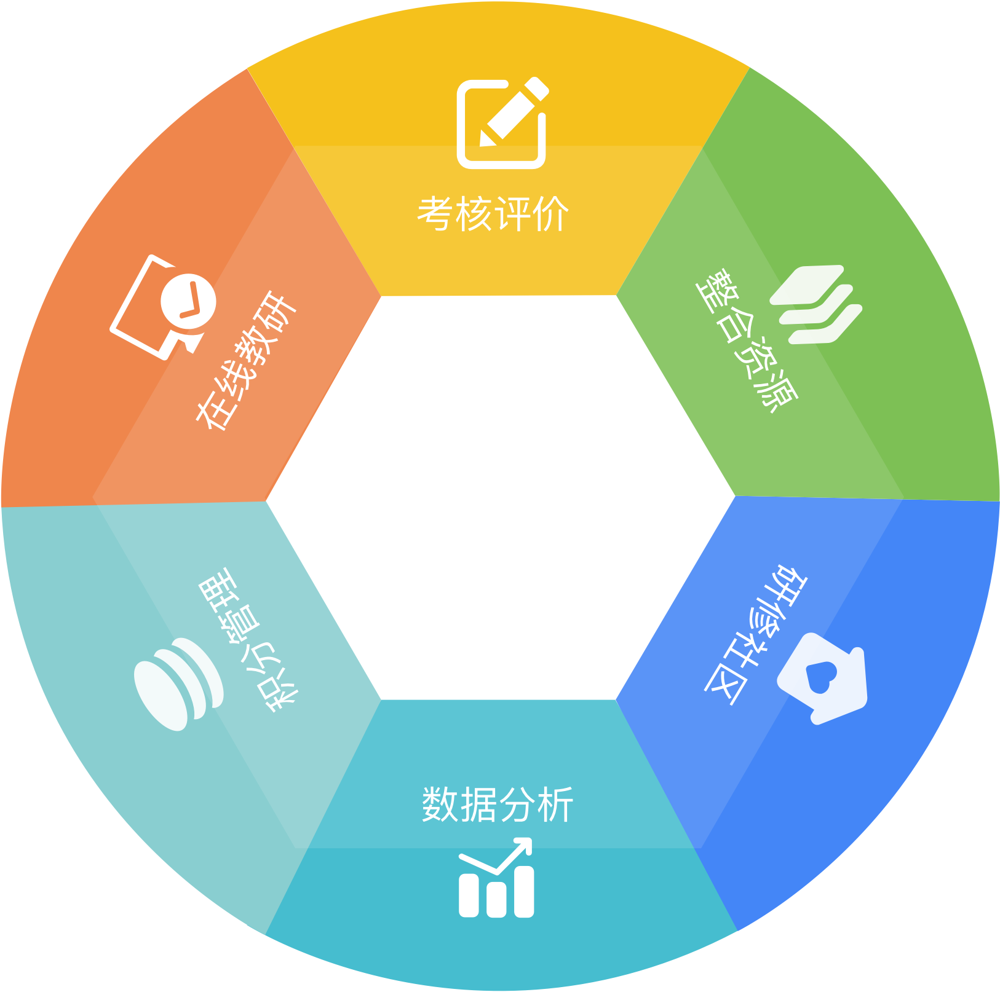 考核评价
整合资源
研修社区
数据分析
积分管理
在线教研